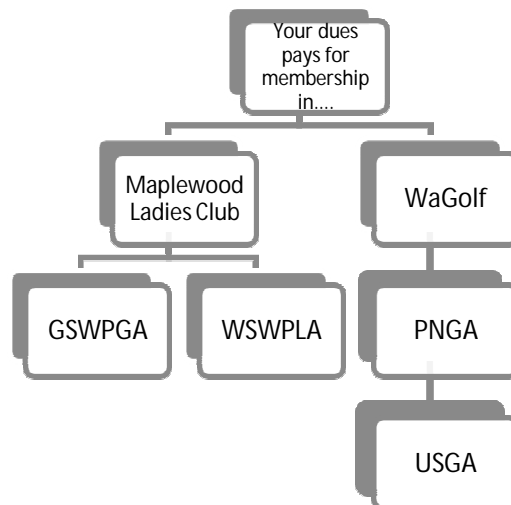 Your dues
pays for
membership
in....
Maplewood
Ladies Club
WaGolf
GSWPGA
WSWPLA
PNGA
USGA